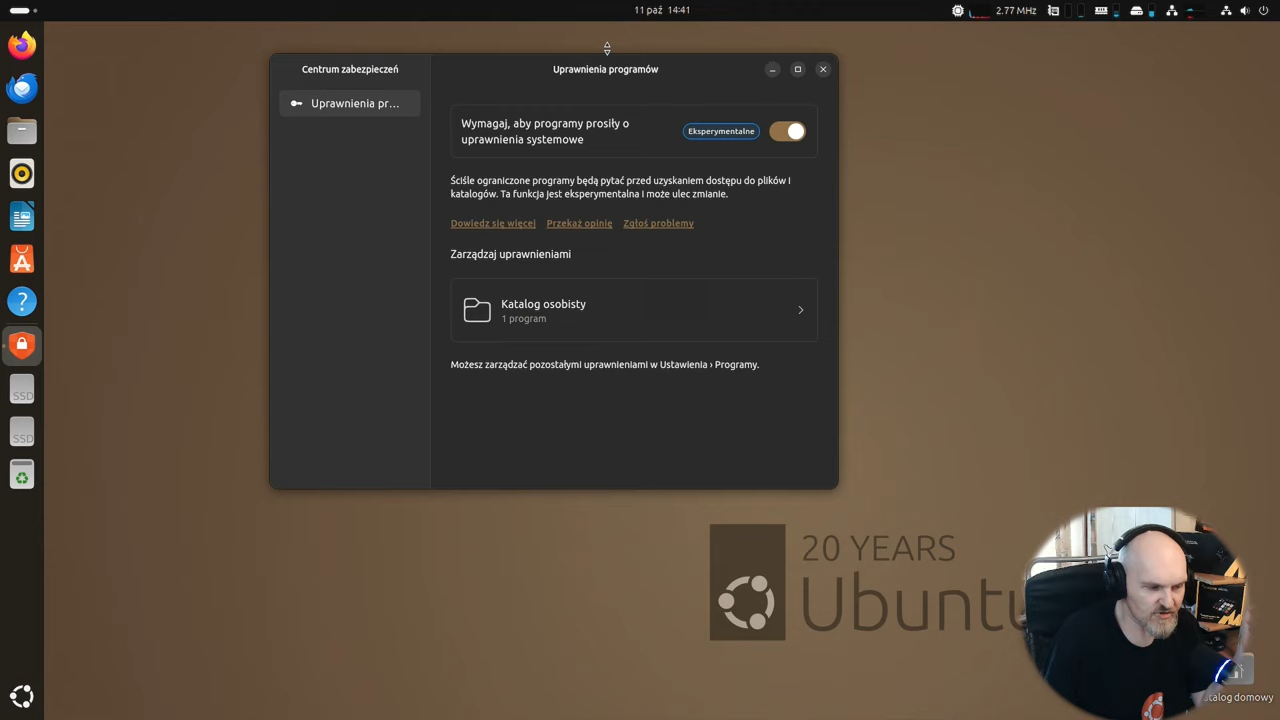 11 paź 14:41
2.77 MHz
Centrum zabezpieczeń
Uprawnienia programów
Uprawnienia pr...
Wymagaj, aby programy prosiły o
uprawnienia systemowe
Eksperymentalne
Ściśle ograniczone programy będą pytać przed uzyskaniem dostępu do plików i
katalogów. Ta funkcja jest eksperymentalna i może ulec zmianie.
Dowiedz się więcej Przekaż opinię Zgłoś problemy
Zarządzaj uprawnieniami
Katalog osobisty
1 program
Możesz zarządzać pozostałymi uprawnieniami w Ustawienia › Programy.
SSD
SSD
20 YEARS
Ubuntu
atalog domowy